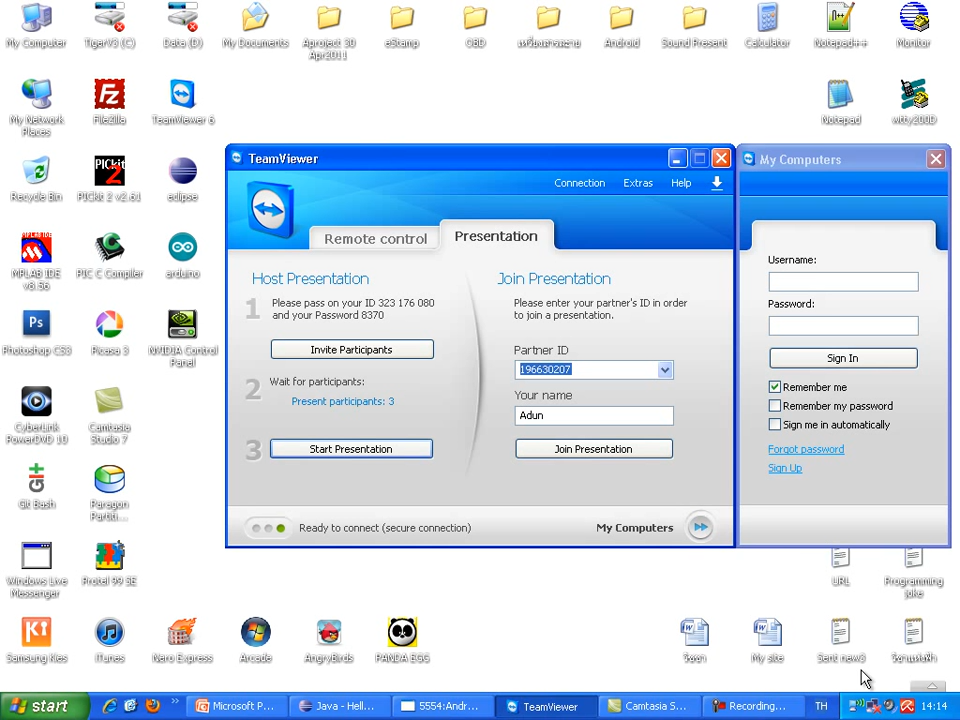 My Computer
TigerV3 (C)
Data (D)
My Documents
Aproject 30
Apr2011
eStamp
OBD
Android
Sound Present
Calculator
Notepad++
Monitor
My Network
Places
FileZilla
TeamViewer 6
Notepad
witty200D
Recycle Bin
PICkit 2 v2.61
eclipse
MPLAB IDE
v8.56
PIC C Compiler
arduino
Photoshop CS3
Picasa 3
NVIDIA Control
Panel
CyberLink
PowerDVD 10
Camtasia
Studio 7
Git Bash
Paragon
Partiti...
Windows Live
Messenger
Protel 99 SE
Samsung Kies
iTunes
Nero Express
Arcade
AngryBirds
PANDA EGG
URL
Programming
joke
My site
Sent new3
TeamViewer
Connection
Extras
Help
Remote control
Presentation
Host Presentation
1
Please pass on your ID 323 176 080
and your Password 8370
Invite Participants
2
Wait for participants:
Present participants: 3
3
Start Presentation
Join Presentation
Please enter your partner's ID in order
to join a presentation.
Partner ID
196630207
Your name
Adun
Join Presentation
Ready to connect (secure connection)
My Computers
My Computers
Username:
Password:
Sign In
Remember me
Remember my password
Sign me in automatically
Forgot password
Sign Up
start
Microsoft P...
Java - Hell...
5554:Andr...
TeamViewer
Camtasia S...
Recording...
TH
14:14